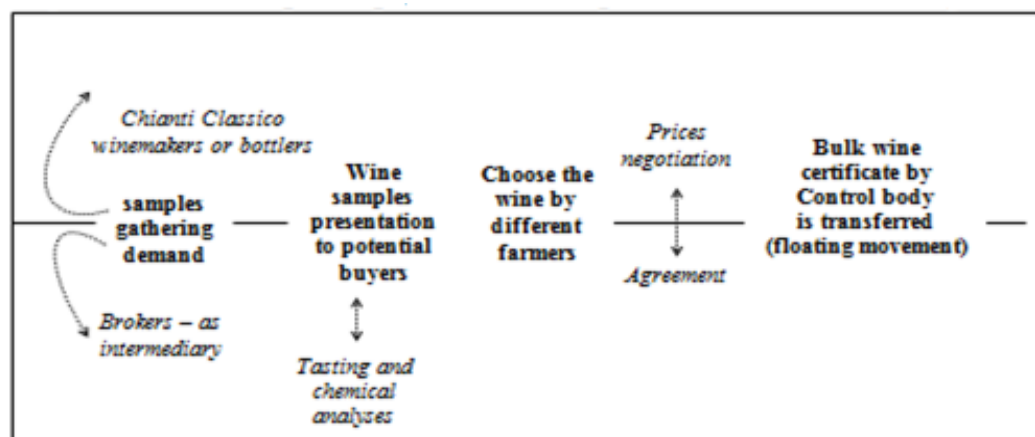 Chianti Classico
winemakers or bottlers
samples
gathering
demand
Brokers – as
intermediary
Wine
samples
presentation
to potential
buyers
Tasting and
chemical
analyses
Choose the
wine by
different
farmers
Prices
negotiation
Agreement
Bulk wine
certificate by
Control body
is transferred
(floating movement)